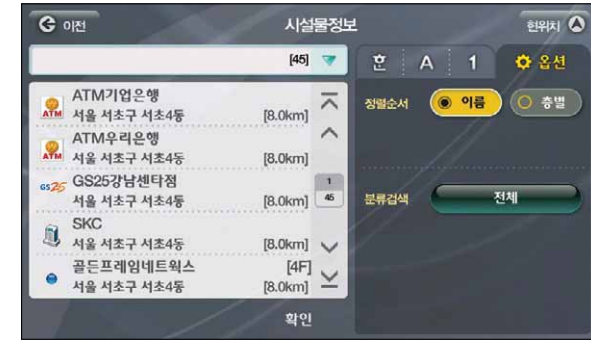 이전
시설물정보
현위치
[45]
훈 A 1
옵션
ATM기업은행
서울 서초구 서초4동 [8.0km]
ATM우리은행
서울 서초구 서초4동 [8.0km]
GS25강남센타점
서울 서초구 서초4동 [8.0km]
SKC
서울 서초구 서초4동 [8.0km]
골든프레임네트웍스 [4F]
서울 서초구 서초4동 [8.0km]
ATM
ATM
GS25
1
45
정렬순서 이름 층별
분류검색 전체
확인